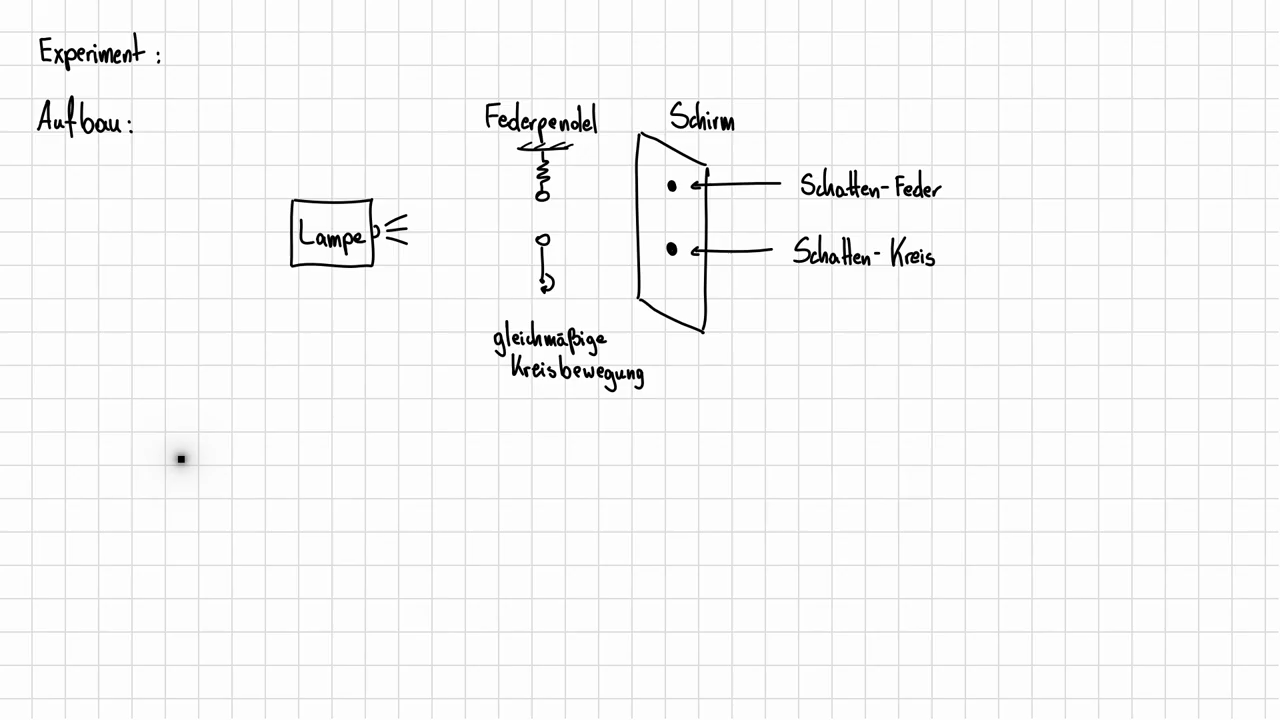 Experiment:
Aufbau:
Federpendel
Schirm
Schatten-Feder
Lampe
Schatten-Kreis
gleichmäßige
Kreisbewegung